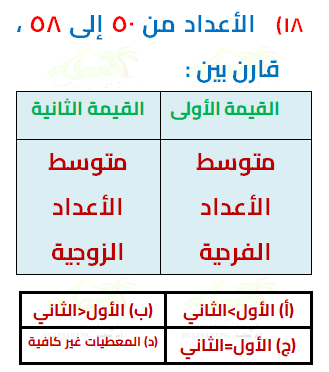 ١٨) الأعداد من ٥٠ إلى ٥٨ ،
قارن بين :
القيمة الأولى القيمة الثانية
متوسط متوسط
الأعداد الأعداد
الفردية الزوجية
(أ) الأول>الثاني (ب) الأول<الثاني
(ج) الأول=الثاني (د) المعطيات غير كافية